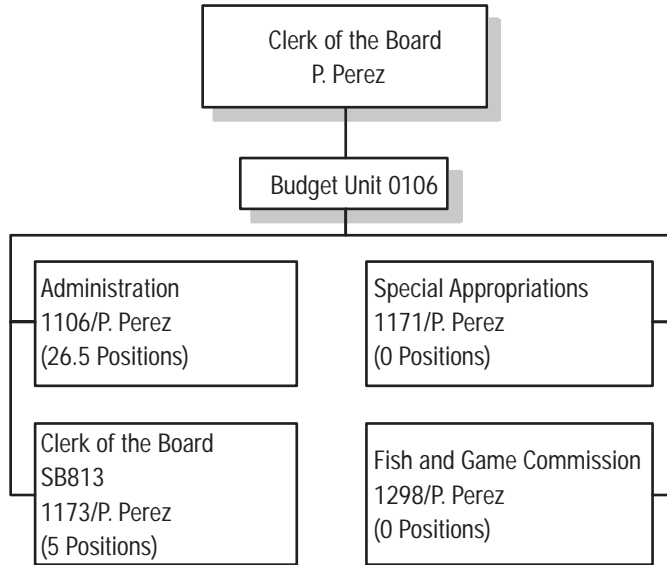 Clerk of the Board
P. Perez
Budget Unit 0106
Administration
1106/P. Perez
(26.5 Positions)
Special Appropriations
1171/P. Perez
(0 Positions)
Clerk of the Board
SB813
1173/P. Perez
(5 Positions)
Fish and Game Commission
1298/P. Perez
(0 Positions)